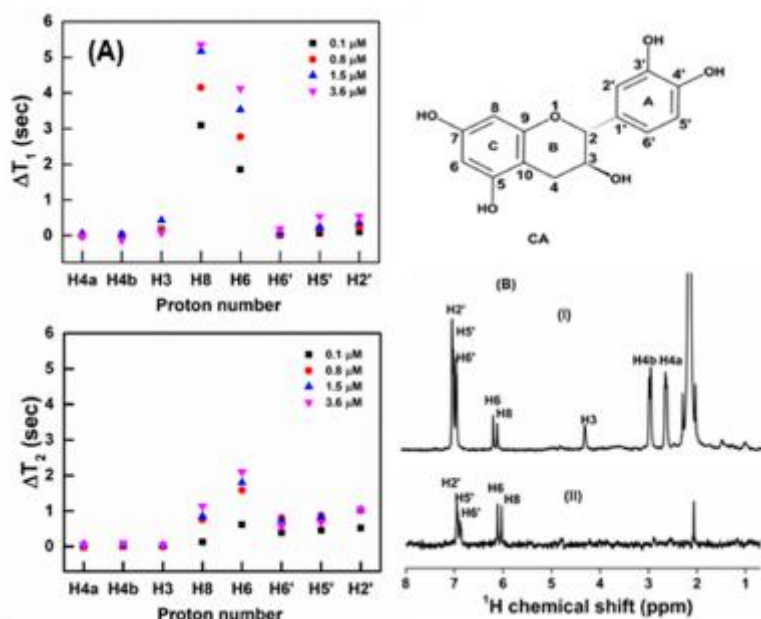 (A)
0.1 μM
0.8 μM
1.5 μM
3.6 μM
ΔT1 (sec)
6
5
4
3
2
1
0
H4a H4b H3 H8 H6 H6' H5' H2'
Proton number
0.1 μM
0.8 μM
1.5 μM
3.6 μM
ΔT2 (sec)
6
5
4
3
2
1
0
H4a H4b H3 H8 H6 H6' H5' H2'
Proton number
OH
3'
4'
OH
2'
A
8
1
O
1'
5'
HO
7
9
2
6'
C
B
6
10
3
5
4
OH
HO
CA
(B)
(I)
H2'
H5'
H6'
H6
H8
H3
H4b
H4a
(II)
H2'
H5'
H6'
H6
H8
8 7 6 5 4 3 2 1
1H chemical shift (ppm)